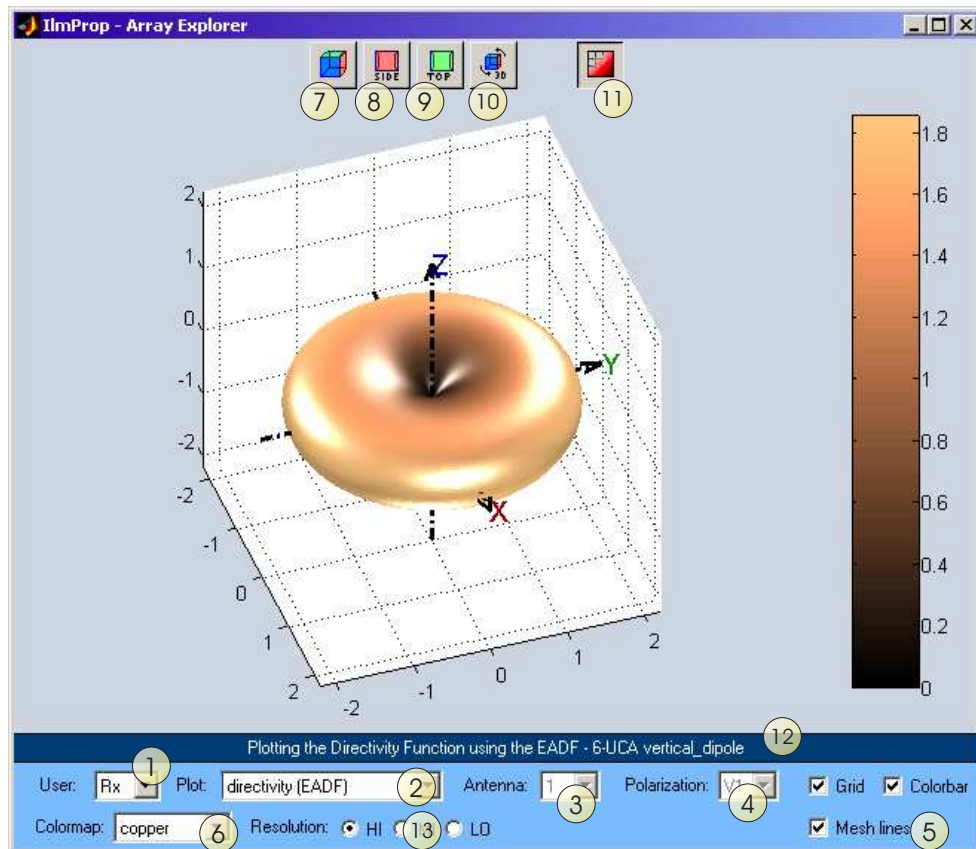 IlmProp - Array Explorer
SIDE TOP 3D
7 8 9 10 11
2
1
0
-1
-2
-2
-1
0
1
2
-2
-1
0
1
2
Z
Y
X
1.8
1.6
1.4
1.2
1
0.8
0.6
0.4
0.2
0
Plotting the Directivity Function using the EADF - 6-UCA vertical_dipole 12
User: Rx 1 Plot: directivity (EADF) 2 Antenna: 1 3 Polarization: V1 4 Grid Colorbar
Colormap: copper 6 Resolution: HI 13 LO Mesh lines 5